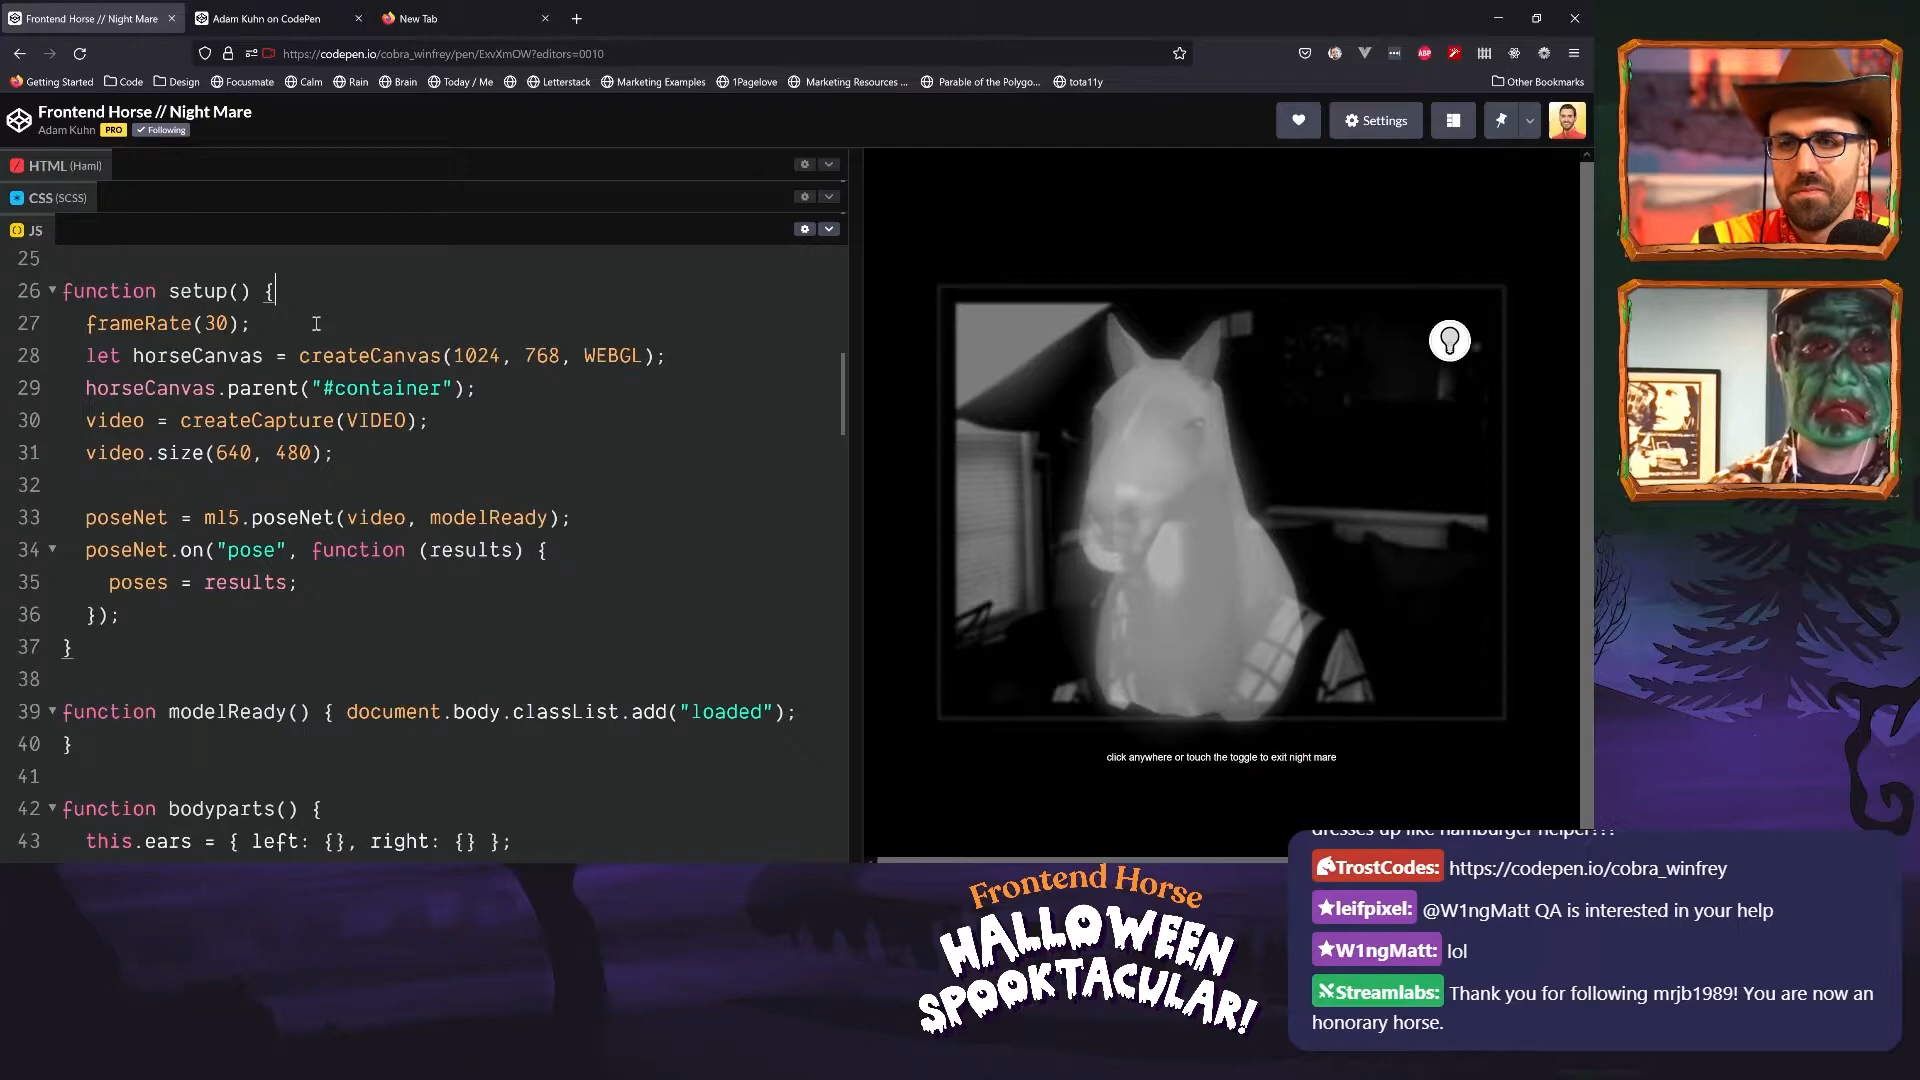 Frontend Horse // Night Mare
Adam Kuhn on CodePen
New Tab
https://codepen.io/cobra_winfrey/pen/ExvXmOW?editors=0010
Getting Started
Code
Design
Focusmate
Calm
Rain
Brain
Today / Me
Letterstack
Marketing Examples
1Pagelove
Marketing Resources ...
Parable of the Polygo...
tota11y
Other Bookmarks
Frontend Horse // Night Mare
Adam Kuhn PRO ✓ Following
Settings
HTML (Haml)
CSS (SCSS)
JS
25
26 function setup() {
27 frameRate(30);
28 let horseCanvas = createCanvas(1024, 768, WEBGL);
29 horseCanvas.parent("#container");
30 video = createCapture(VIDEO);
31 video.size(640, 480);
32
33 poseNet = ml5.poseNet(video, modelReady);
34 poseNet.on("pose", function (results) {
35 poses = results;
36 });
37 }
38
39 function modelReady() { document.body.classList.add("loaded");
40 }
41
42 function bodyparts() {
43 this.ears = { left: {}, right: {} };
click anywhere or touch the toggle to exit night mare
Frontend Horse
HALLOWEEN
SPOOKTACULAR!
dresses up like hamburger helper???
TrostCodes: https://codepen.io/cobra_winfrey
leifpixel: @W1ngMatt QA is interested in your help
W1ngMatt: lol
Streamlabs: Thank you for following mrjb1989! You are now an
honorary horse.